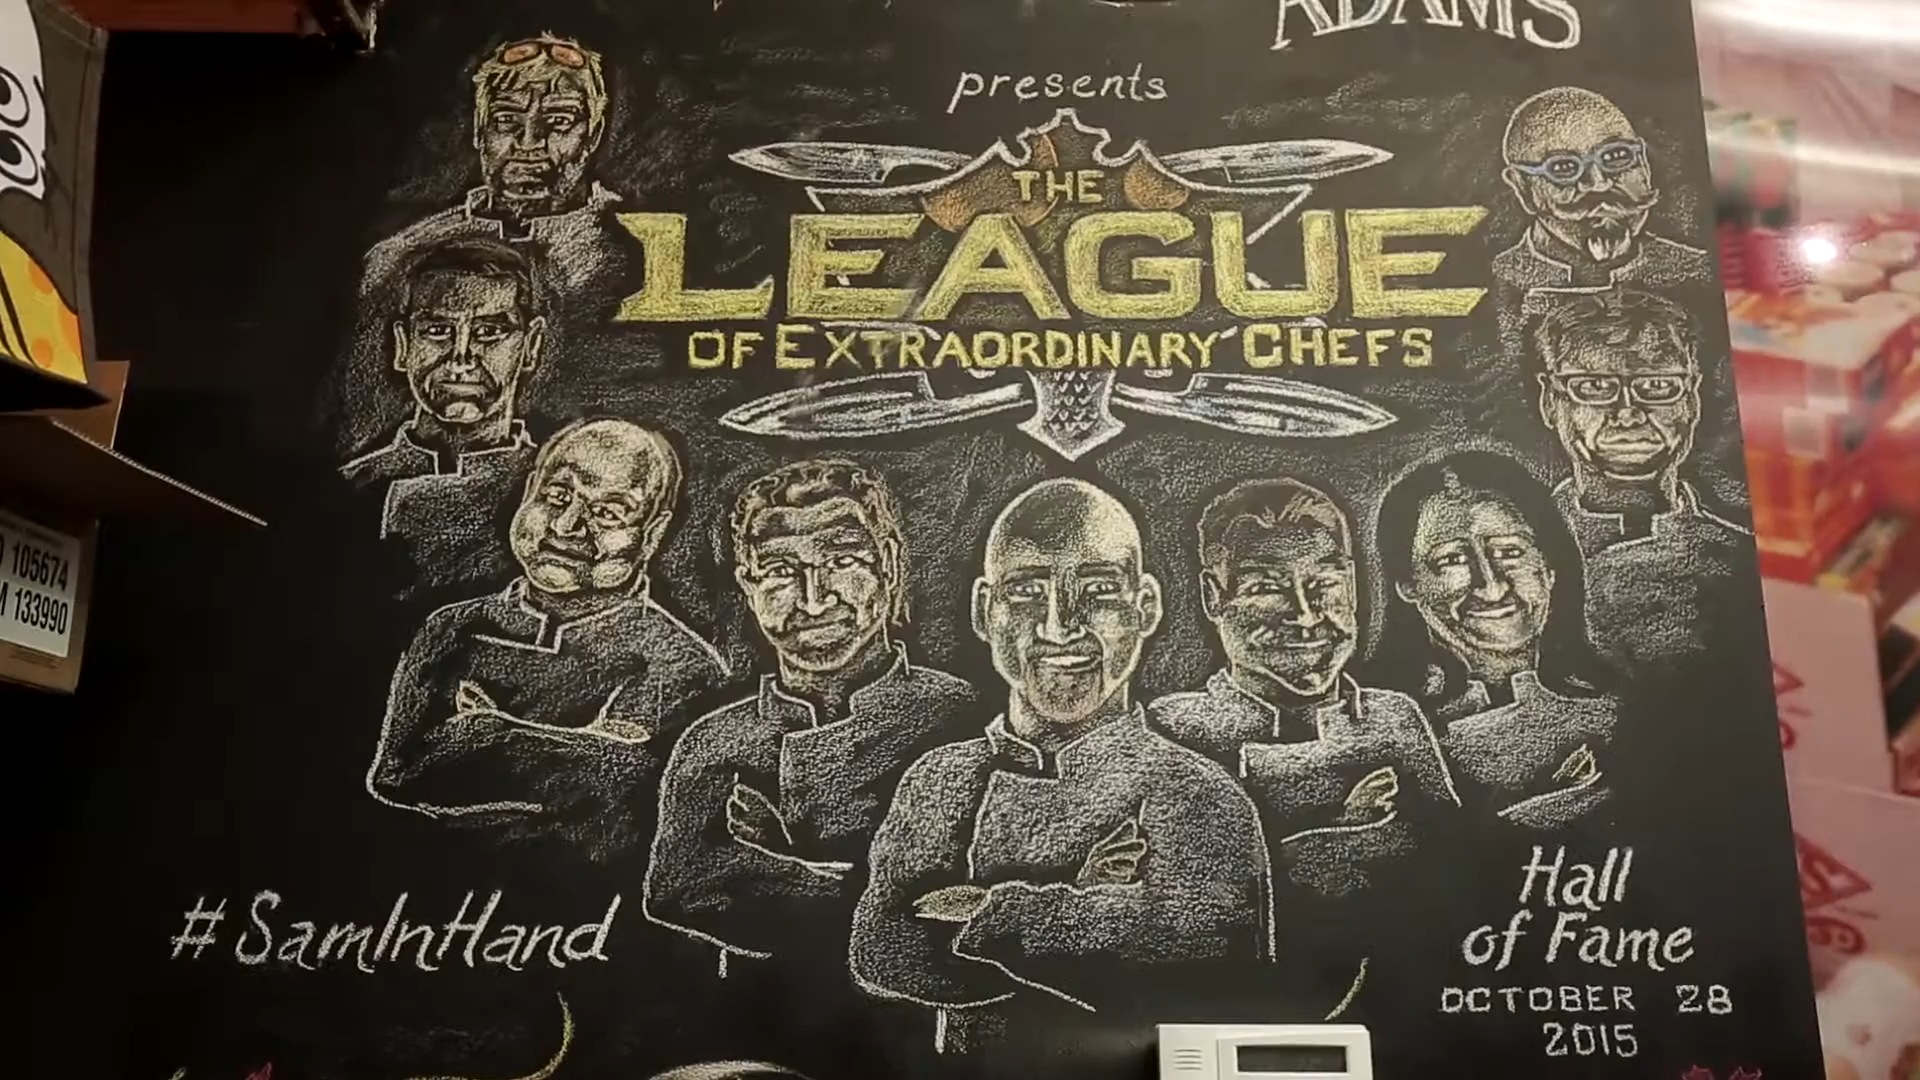 ADAMS
presents
THE
LEAGUE
OF EXTRAORDINARY CHEFS
#SamInHand
Hall
of Fame
OCTOBER 28
2015
105674
133990